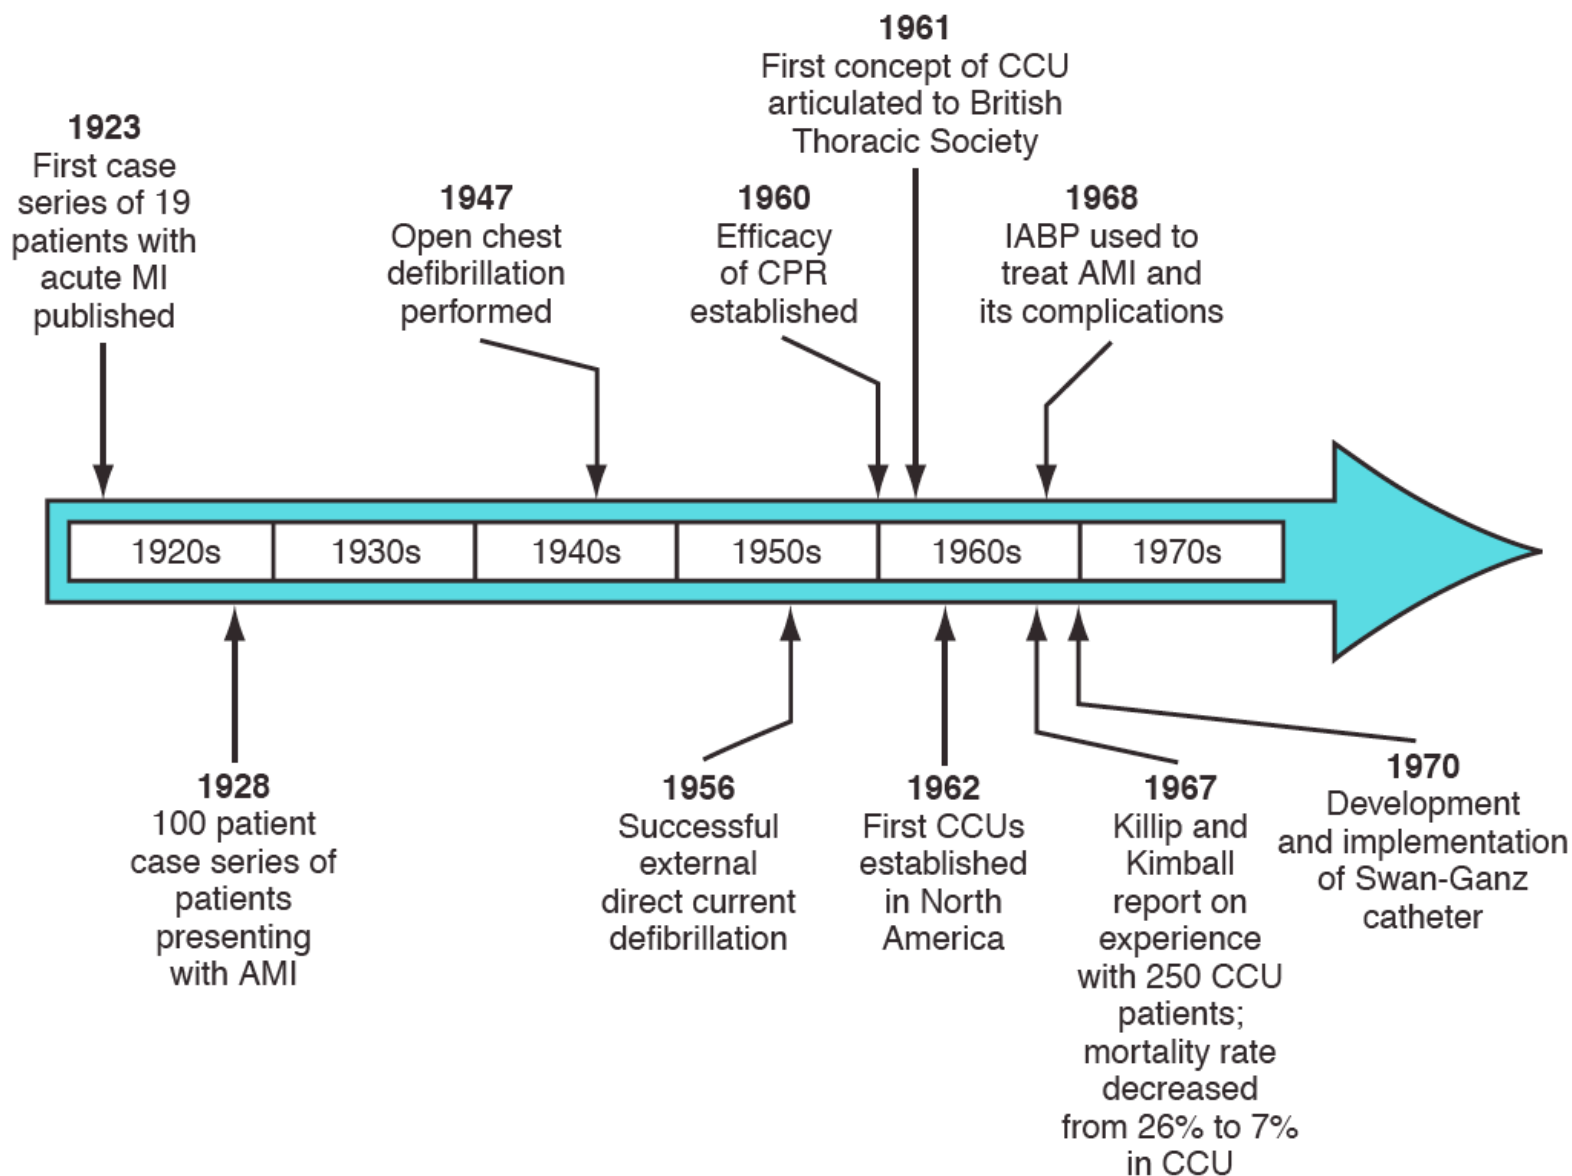 1961
First concept of CCU
articulated to British
Thoracic Society
1923
First case
series of 19
patients with
acute MI
published
1947
Open chest
defibrillation
performed
1960
Efficacy
of CPR
established
1968
IABP used to
treat AMI and
its complications
1920s
1930s
1940s
1950s
1960s
1970s
1928
100 patient
case series of
patients
presenting
with AMI
1956
Successful
external
direct current
defibrillation
1962
First CCUs
established
in North
America
1967
Killip and
Kimball
report on
experience
with 250 CCU
patients;
mortality rate
decreased
from 26% to 7%
in CCU
1970
Development
and implementation
of Swan-Ganz
catheter